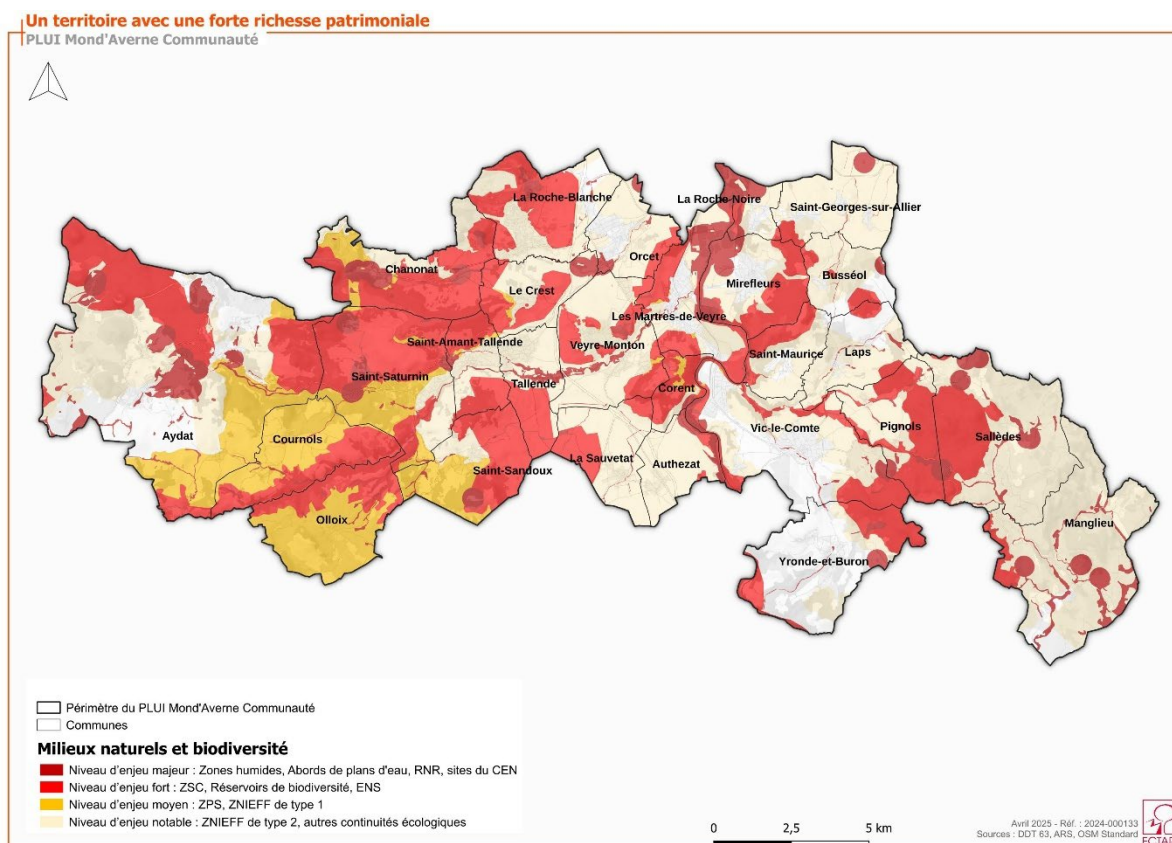 Un territoire avec une forte richesse patrimoniale
PLUI Mond'Averne Communauté
La Roche-Blanche
La Roche-Noire
Saint-Georges-sur-Allier
Orcet
Chanonat
Busséol
Mirefleurs
Le Crest
Les Martres-de-Veyre
Saint-Amant-Tallende
Veyre-Monton
Saint-Maurice
Laps
Saint-Saturnin
Tallende
Corent
Pignols
Vic-le-Comte
Aydat
Cournols
Sallèdes
La Sauvetat
Authezat
Saint-Sandoux
Olloix
Manglieu
Yronde-et-Buron
Périmètre du PLUI Mond'Averne Communauté
Communes
Milieux naturels et biodiversité
Niveau d'enjeu majeur : Zones humides, Abords de plans d'eau, RNR, sites du CEN
Niveau d'enjeu fort : ZSC, Réservoirs de biodiversité, ENS
Niveau d'enjeu moyen : ZPS, ZNIEFF de type 1
Niveau d'enjeu notable : ZNIEFF de type 2, autres continuités écologiques
0 2,5 5 km
Avril 2025 - Réf. : 2024-000133
Sources : DDT 63, ARS, OSM Standard
ECTARE